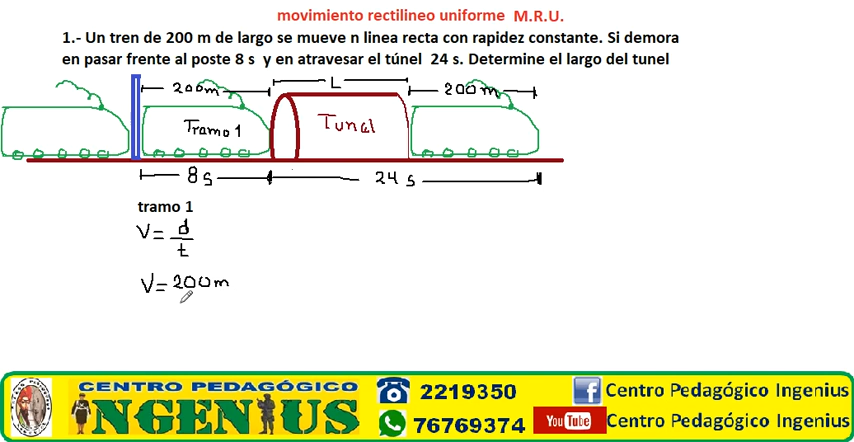 movimiento rectilineo uniforme M.R.U.
1.- Un tren de 200 m de largo se mueve n linea recta con rapidez constante. Si demora
en pasar frente al poste 8 s y en atravesar el túnel 24 s. Determine el largo del tunel
200m
L
200m
Tramo 1
Tunel
8 s
24 s
tramo 1
V = d
t
V = 200m
CENTRO PEDAGÓGICO
INGENIUS
2219350
76769374
Centro Pedagógico Ingenius
You Tube
Centro Pedagógico Ingenius